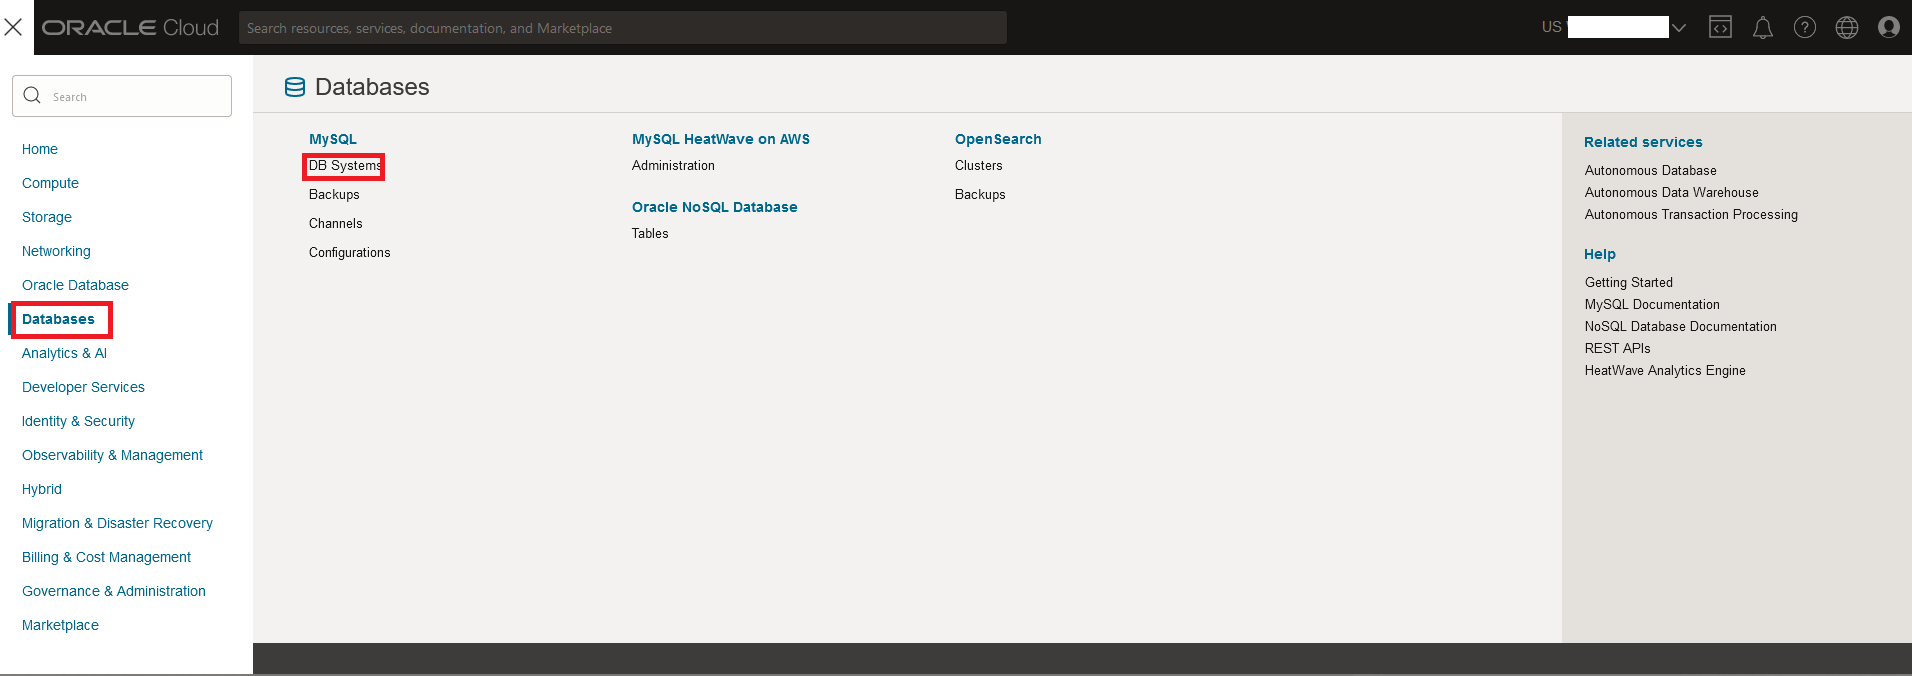 ORACLE Cloud
Search resources, services, documentation, and Marketplace
US
Search
Home
Compute
Storage
Networking
Oracle Database
Databases
Analytics & AI
Developer Services
Identity & Security
Observability & Management
Hybrid
Migration & Disaster Recovery
Billing & Cost Management
Governance & Administration
Marketplace
Databases
MySQL
DB Systems
Backups
Channels
Configurations
MySQL HeatWave on AWS
Administration
Oracle NoSQL Database
Tables
OpenSearch
Clusters
Backups
Related services
Autonomous Database
Autonomous Data Warehouse
Autonomous Transaction Processing
Help
Getting Started
MySQL Documentation
NoSQL Database Documentation
REST APIs
HeatWave Analytics Engine